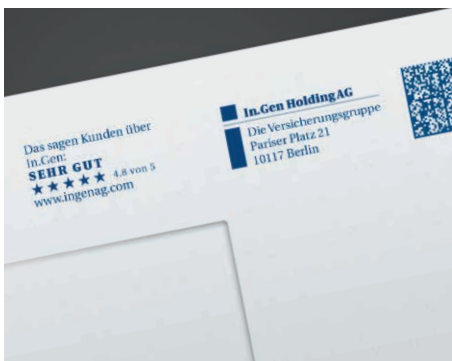 Das sagen Kunden über
In.Gen:
SEHR GUT
★★★★★ 4,8 von 5
www.ingenag.com
In.Gen Holding AG
Die Versicherungsgruppe
Pariser Platz 21
10117 Berlin